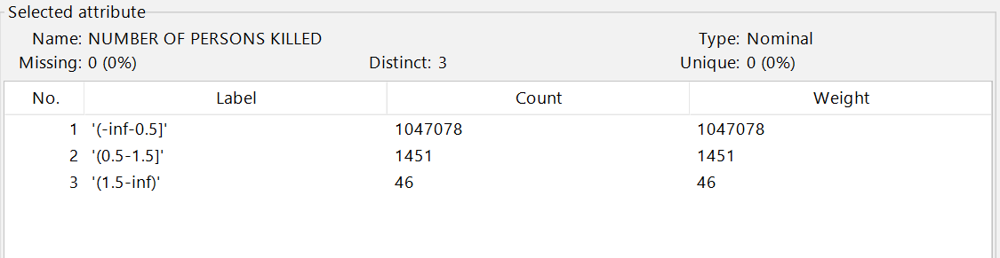 Selected attribute
Name: NUMBER OF PERSONS KILLED Type: Nominal
Missing: 0 (0%) Distinct: 3 Unique: 0 (0%)
No. Label Count Weight
1 '(-inf-0.5]' 1047078 1047078
2 '(0.5-1.5]' 1451 1451
3 '(1.5-inf)' 46 46